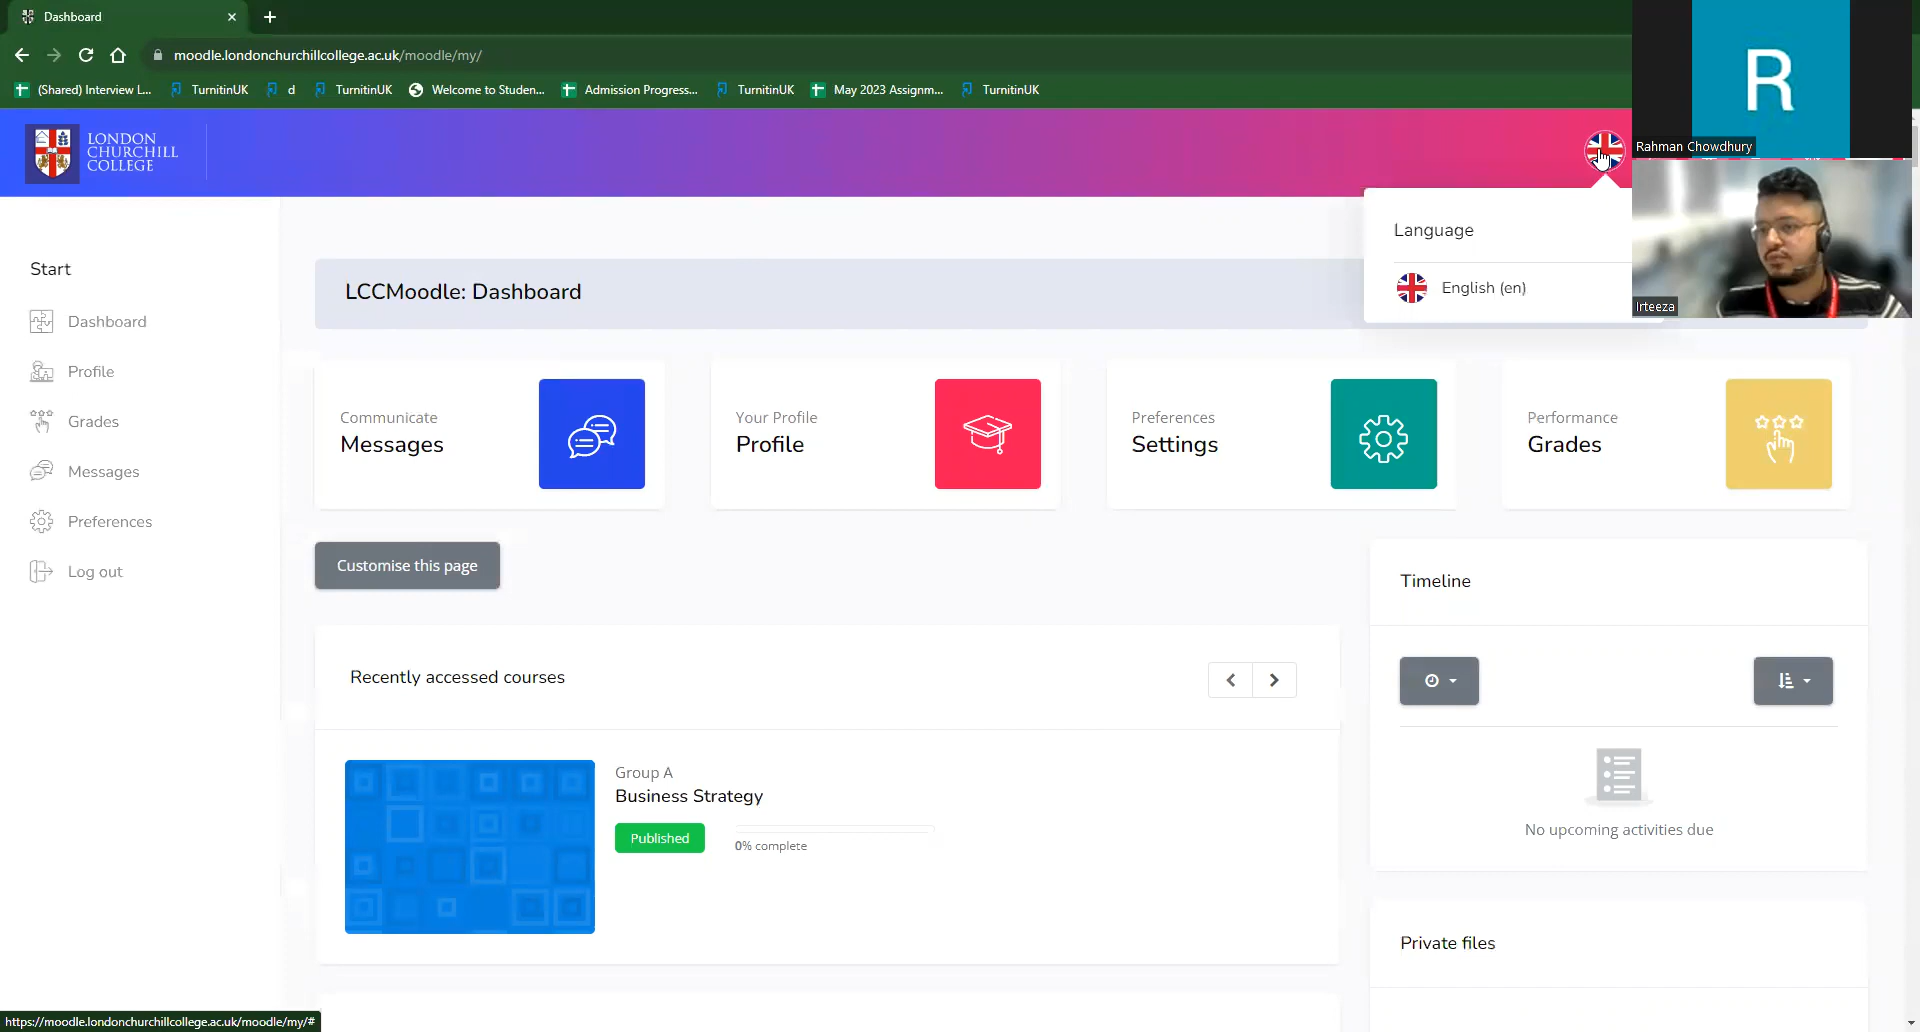 Dashboard
moodle.londonchurchillcollege.ac.uk/moodle/my/
(Shared) Interview L...
TurnitinUK
d
TurnitinUK
Welcome to Studen...
Admission Progress...
TurnitinUK
May 2023 Assignm...
TurnitinUK
R
Rahman Chowdhury
Irteeza
LONDON
CHURCHILL
COLLEGE
Language
English (en)
Start
Dashboard
Profile
Grades
Messages
Preferences
Log out
LCCMoodle: Dashboard
Communicate
Messages
Your Profile
Profile
Preferences
Settings
Performance
Grades
Customise this page
Recently accessed courses
Group A
Business Strategy
Published
0% complete
Timeline
No upcoming activities due
Private files
https://moodle.londonchurchillcollege.ac.uk/moodle/my/#